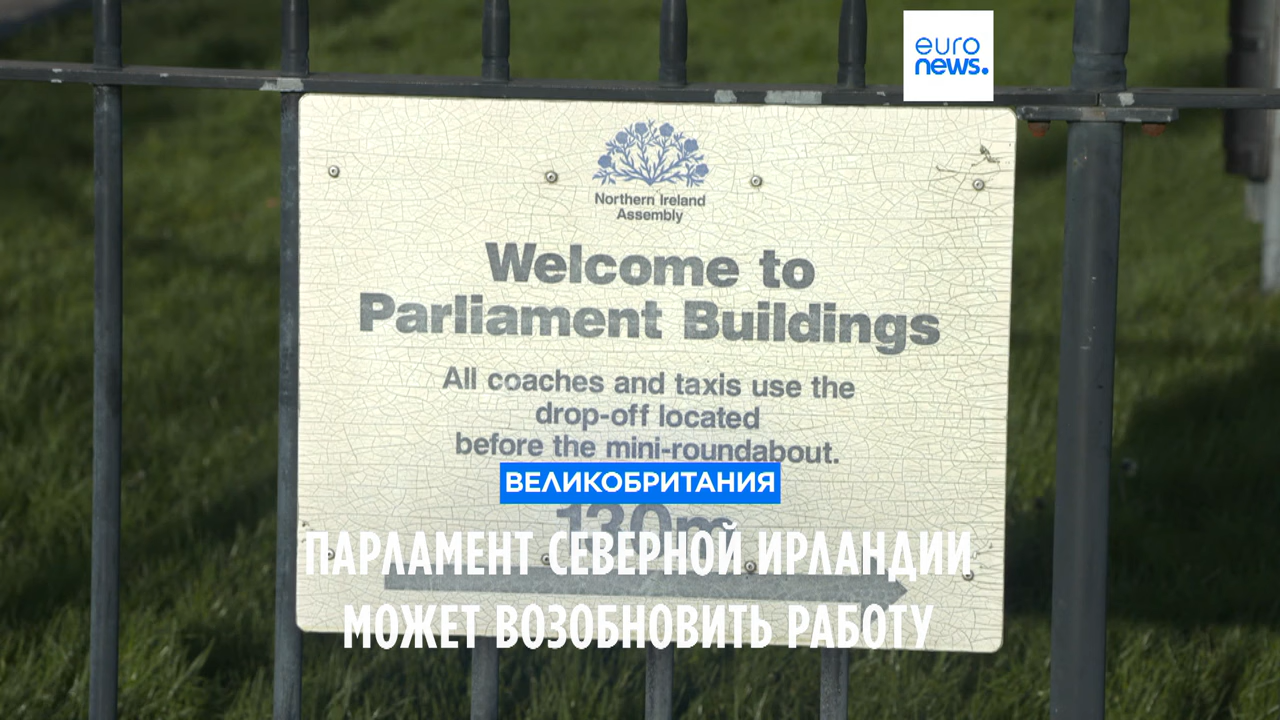 euro
news.
Northern Ireland
Assembly
Welcome to
Parliament Buildings
All coaches and taxis use the
drop-off located
before the mini-roundabout.
ВЕЛИКОБРИТАНИЯ
130m
ПАРЛАМЕНТ СЕВЕРНОЙ ИРЛАНДИИ
МОЖЕТ ВОЗОБНОВИТЬ РАБОТУ